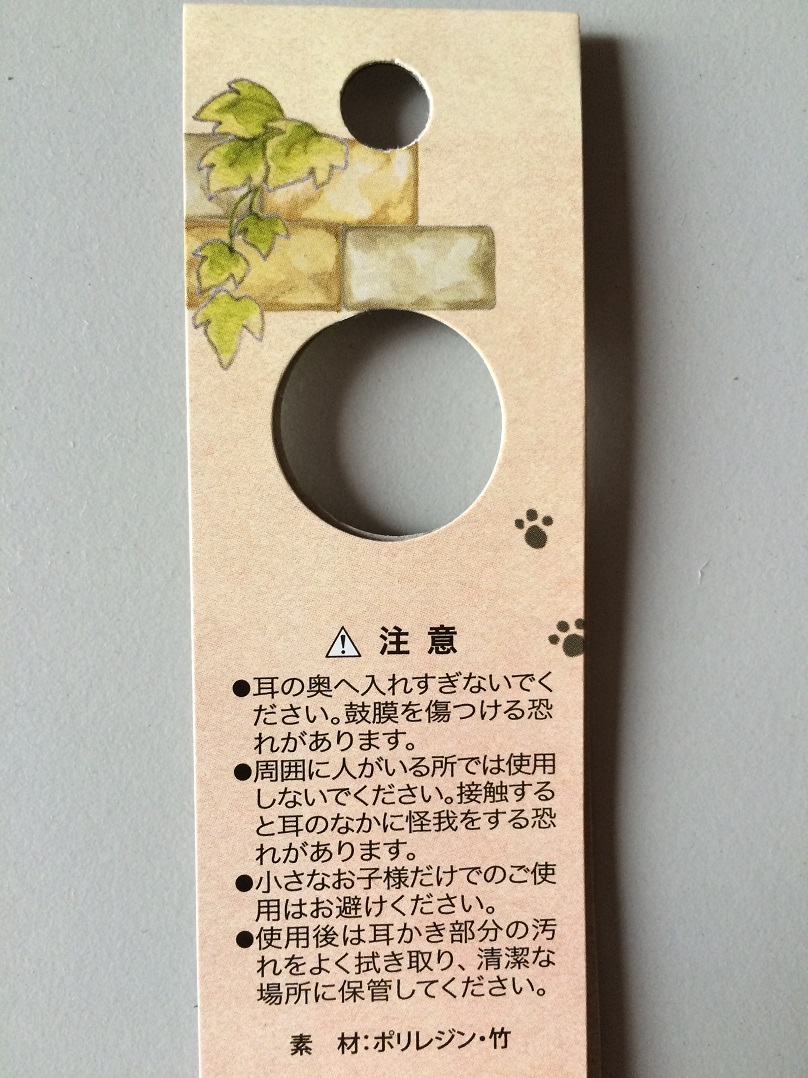 注意
●耳の奥へ入れすぎないでく
ださい。鼓膜を傷つける恐
れがあります。
●周囲に人がいる所では使用
しないでください。接触する
と耳のなかに怪我をする恐
れがあります。
●小さなお子様だけでのご使
用はお避けください。
●使用後は耳かき部分の汚
れをよく拭き取り、清潔な
場所に保管してください。
素　材：ポリレジン・竹